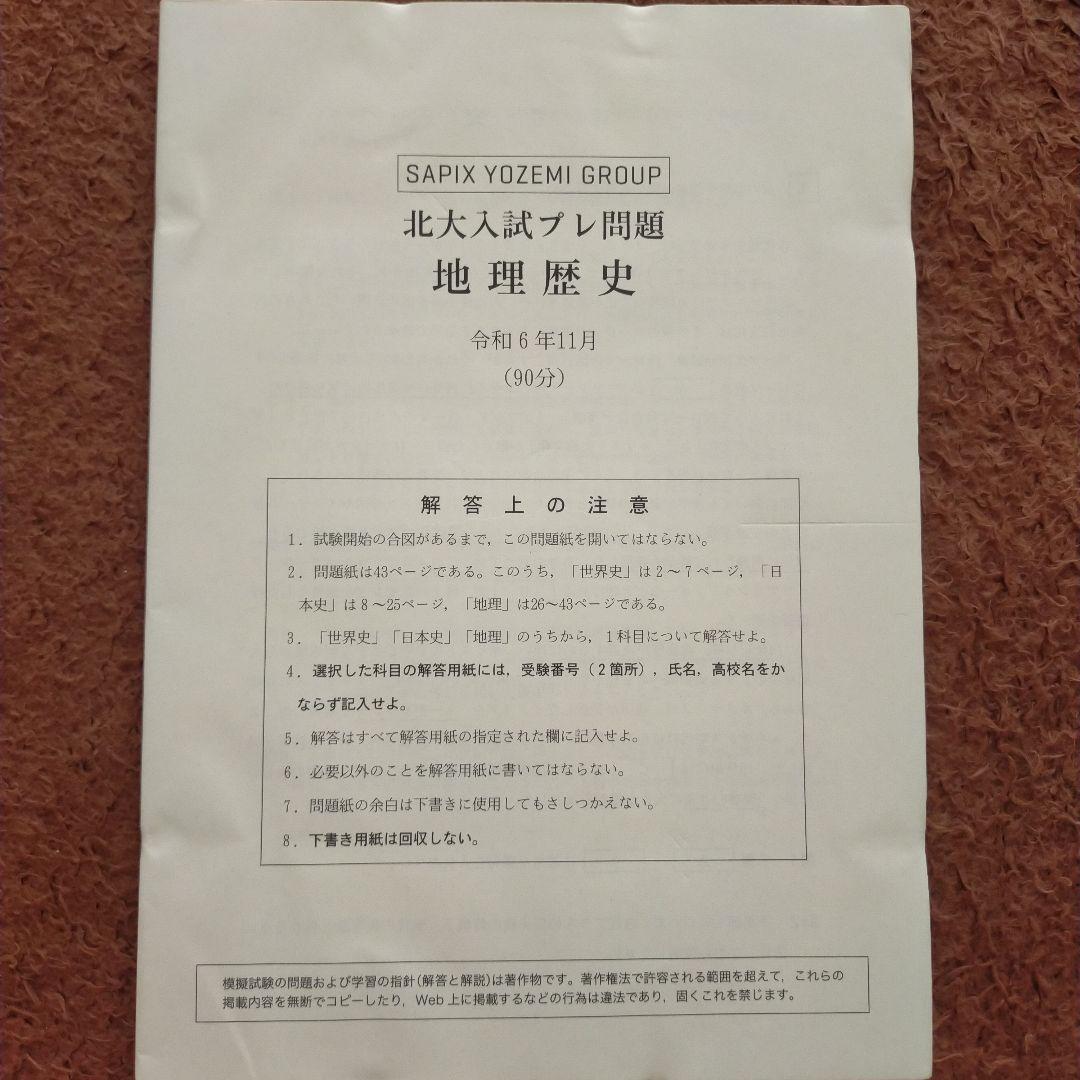 SAPIX YOZEMI GROUP
北大入試プレ問題
地理歴史
令和6年11月
（90分）
解答上の注意
1．試験開始の合図があるまで，この問題紙を開いてはならない。
2．問題紙は43ページである。このうち，「世界史」は2～7ページ，「日
本史」は8～25ページ，「地理」は26～43ページである。
3．「世界史」「日本史」「地理」のうちから，1科目について解答せよ。
4．選択した科目の解答用紙には，受験番号（2箇所），氏名，高校名をか
ならず記入せよ。
5．解答はすべて解答用紙の指定された欄に記入せよ。
6．必要以外のことを解答用紙に書いてはならない。
7．問題紙の余白は下書きに使用してもさしつかえない。
8．下書き用紙は回収しない。
模擬試験の問題および学習の指針(解答と解説)は著作物です。著作権法で許容される範囲を超えて，これらの
掲載内容を無断でコピーしたり，Web上に掲載するなどの行為は違法であり，固くこれを禁じます。